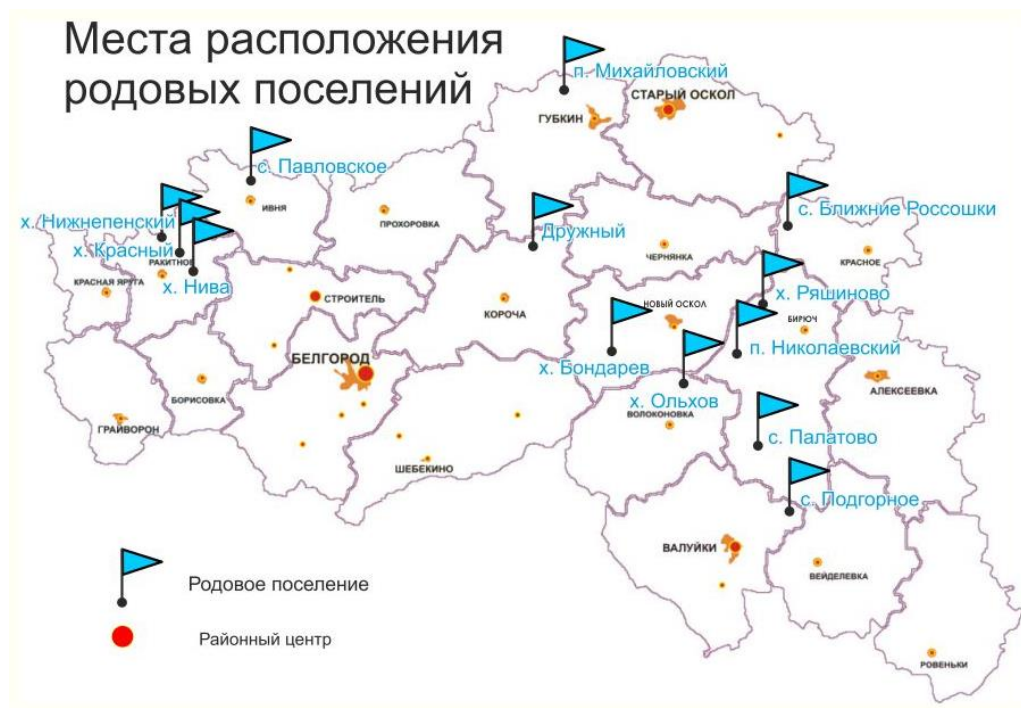 Места расположения
родовых поселений
п. Михайловский
СТАРЫЙ ОСКОЛ
ГУБКИН
с. Павловское
ИВНЯ
ПРОХОРОВКА
с. Ближние Россошки
х. Нижнепенский
Дружный
х. Красный
РАКИТНОЕ
ЧЕРНЯНКА
КРАСНОЕ
КРАСНАЯ ЯРУГА
х. Нива
СТРОИТЕЛЬ
КОРОЧА
НОВЫЙ ОСКОЛ
х. Ряшиново
БИРЮЧ
п. Николаевский
БЕЛГОРОД
х. Бондарев
АЛЕКСЕЕВКА
БОРИСОВКА
х. Ольхов
ВОЛОКОНОВКА
ГРАЙВОРОН
с. Палатово
ШЕБЕКИНО
с. Подгорное
ВАЛУЙКИ
ВЕЙДЕЛЕВКА
Родовое поселение
Районный центр
РОВЕНЬКИ